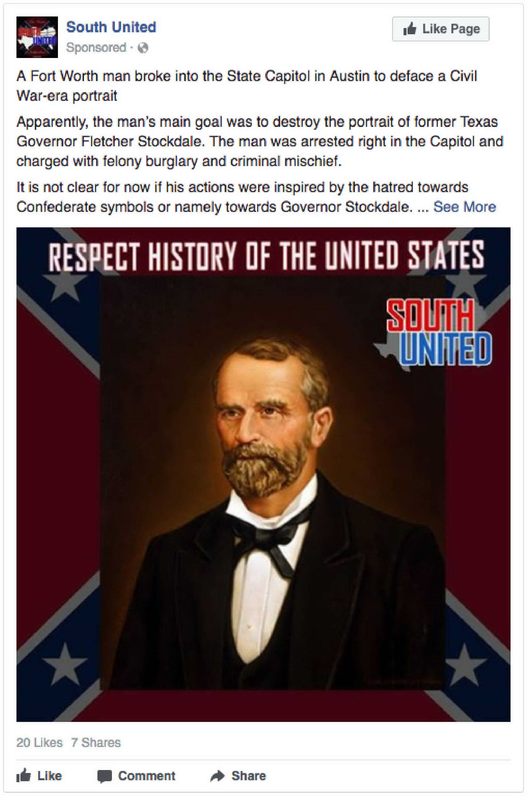 South United
Sponsored ·
Like Page
A Fort Worth man broke into the State Capitol in Austin to deface a Civil
War-era portrait
Apparently, the man's main goal was to destroy the portrait of former Texas
Governor Fletcher Stockdale. The man was arrested right in the Capitol and
charged with felony burglary and criminal mischief.
It is not clear for now if his actions were inspired by the hatred towards
Confederate symbols or namely towards Governor Stockdale. ... See More
RESPECT HISTORY OF THE UNITED STATES
SOUTH
UNITED
20 Likes 7 Shares
Like Comment Share